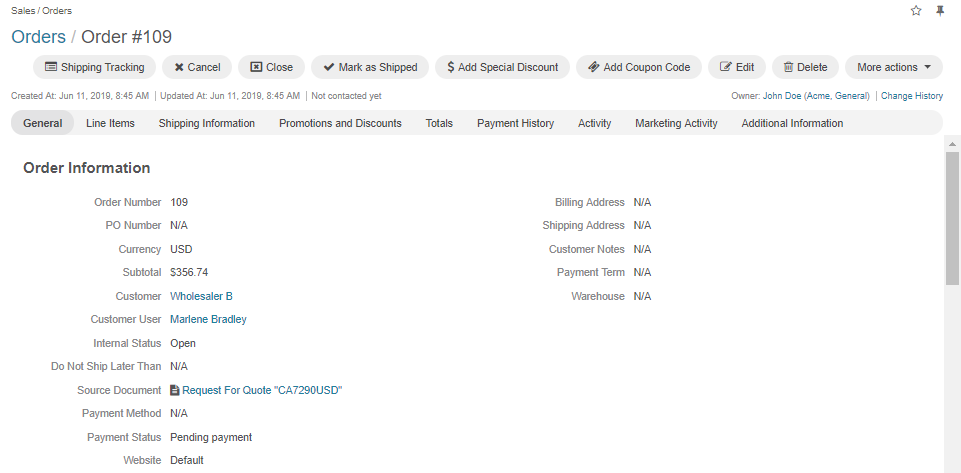 Sales / Orders
Orders / Order #109
Shipping Tracking Cancel Close Mark as Shipped Add Special Discount Add Coupon Code Edit Delete More actions
Created At: Jun 11, 2019, 8:45 AM Updated At: Jun 11, 2019, 8:45 AM Not contacted yet Owner: John Doe (Acme, General) Change History
General Line Items Shipping Information Promotions and Discounts Totals Payment History Activity Marketing Activity Additional Information
Order Information
Order Number 109
PO Number N/A
Currency USD
Subtotal $356.74
Customer Wholesaler B
Customer User Marlene Bradley
Internal Status Open
Do Not Ship Later Than N/A
Source Document Request For Quote "CA7290USD"
Payment Method N/A
Payment Status Pending payment
Website Default
Billing Address N/A
Shipping Address N/A
Customer Notes N/A
Payment Term N/A
Warehouse N/A